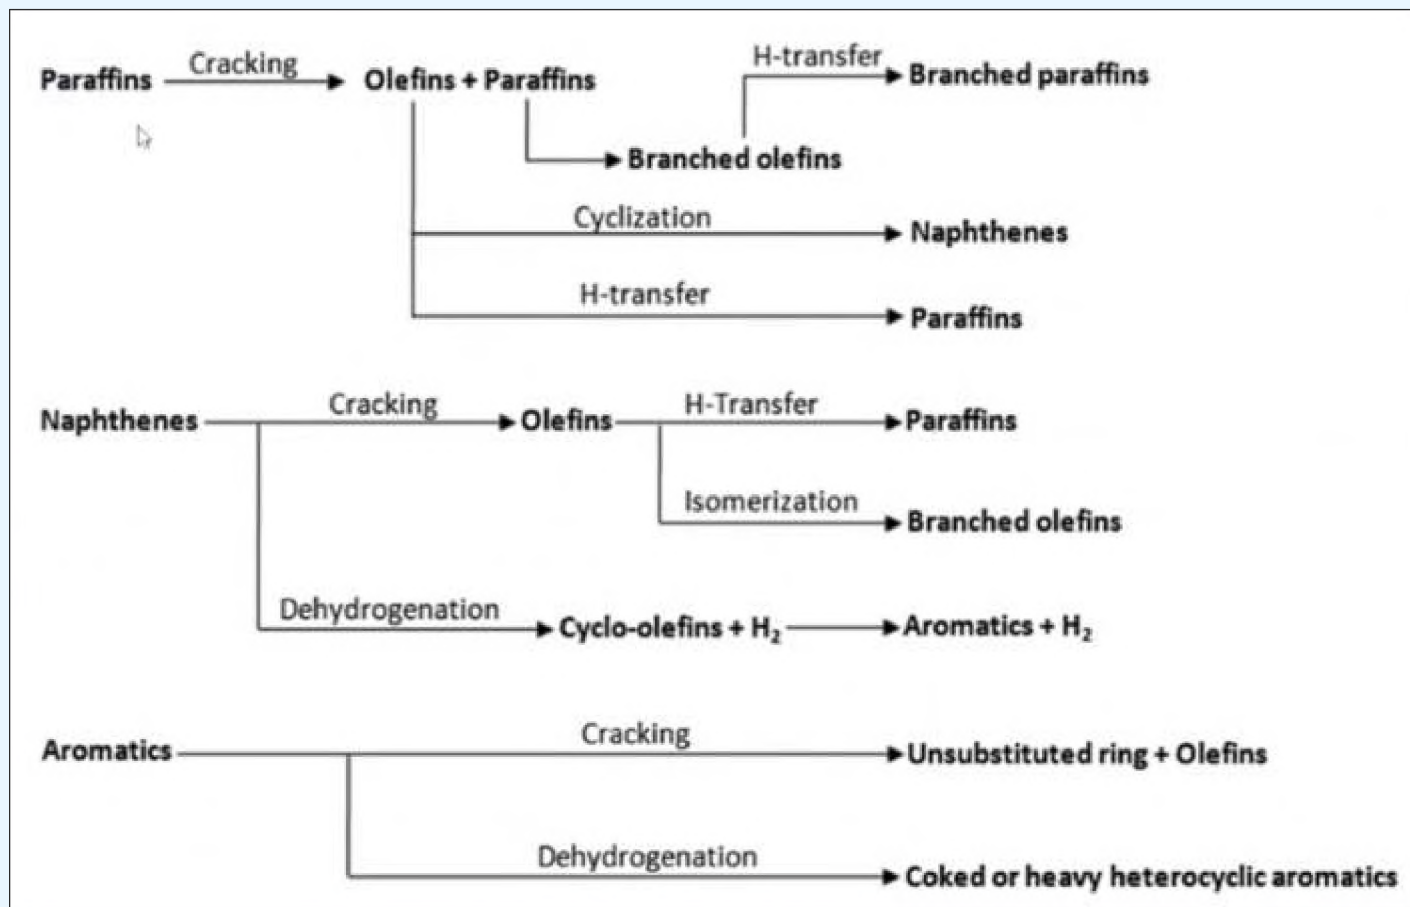 H-transfer
Paraffins Cracking Olefins + Paraffins Branched paraffins
Branched olefins
Cyclization
Naphthenes
H-transfer
Paraffins
Naphthenes Cracking Olefins H-Transfer Paraffins
Isomerization
Branched olefins
Dehydrogenation
Cyclo-olefins + H₂ Aromatics + H₂
Cracking
Aromatics Unsubstituted ring + Olefins
Dehydrogenation
Coked or heavy heterocyclic aromatics